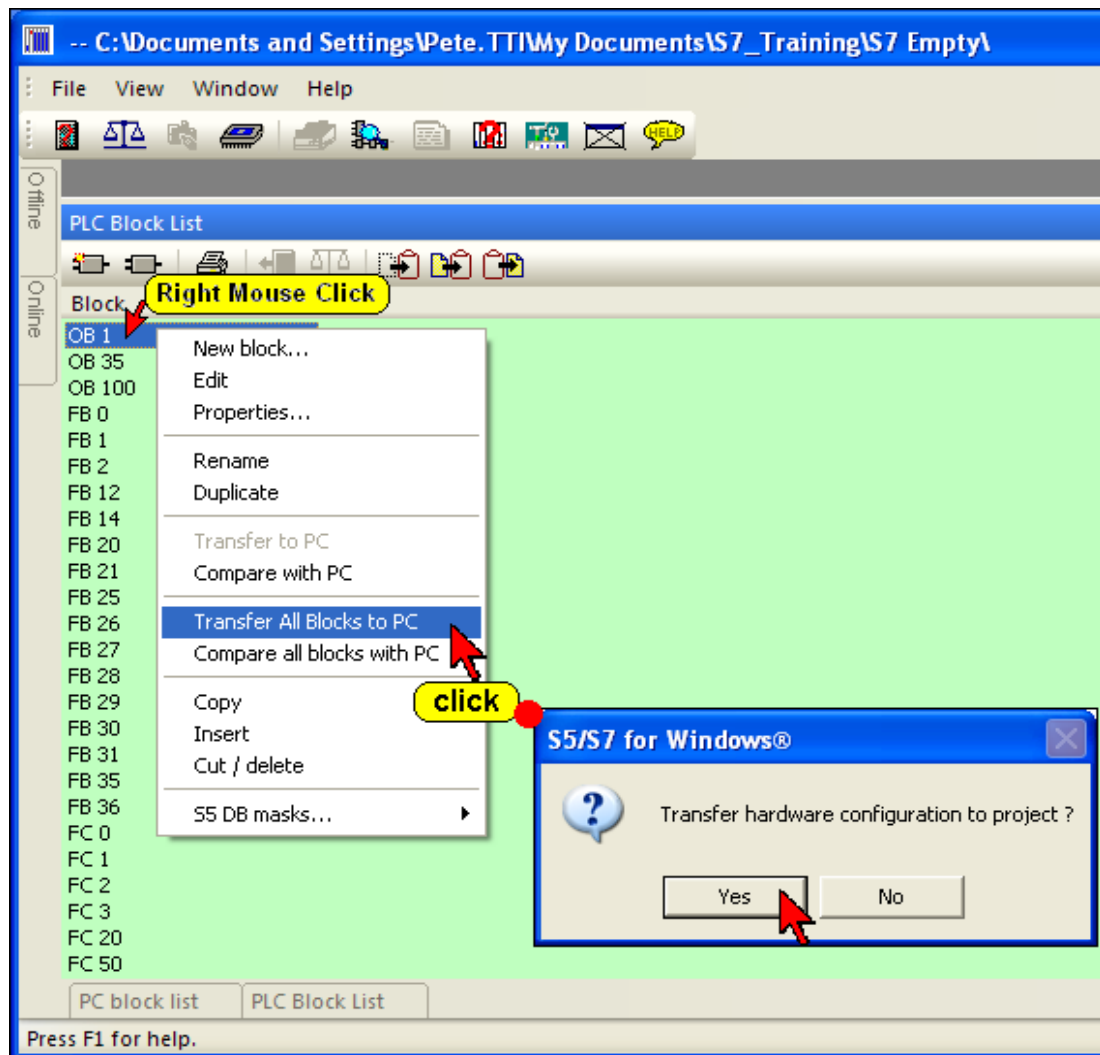 -- C:\Documents and Settings\Pete.TTI\My Documents\S7_Training\S7 Empty\
File View Window Help
HELP
Offline
Online
PLC Block List
Block
Right Mouse Click
OB 1
OB 35
OB 100
FB 0
FB 1
FB 2
FB 12
FB 14
FB 20
FB 21
FB 25
FB 26
FB 27
FB 28
FB 29
FB 30
FB 31
FB 35
FB 36
FC 0
FC 1
FC 2
FC 3
FC 20
FC 50
New block...
Edit
Properties...
Rename
Duplicate
Transfer to PC
Compare with PC
Transfer All Blocks to PC
Compare all blocks with PC
Copy
Insert
Cut / delete
S5 DB masks...
click
S5/S7 for Windows®
Transfer hardware configuration to project ?
Yes No
PC block list PLC Block List
Press F1 for help.